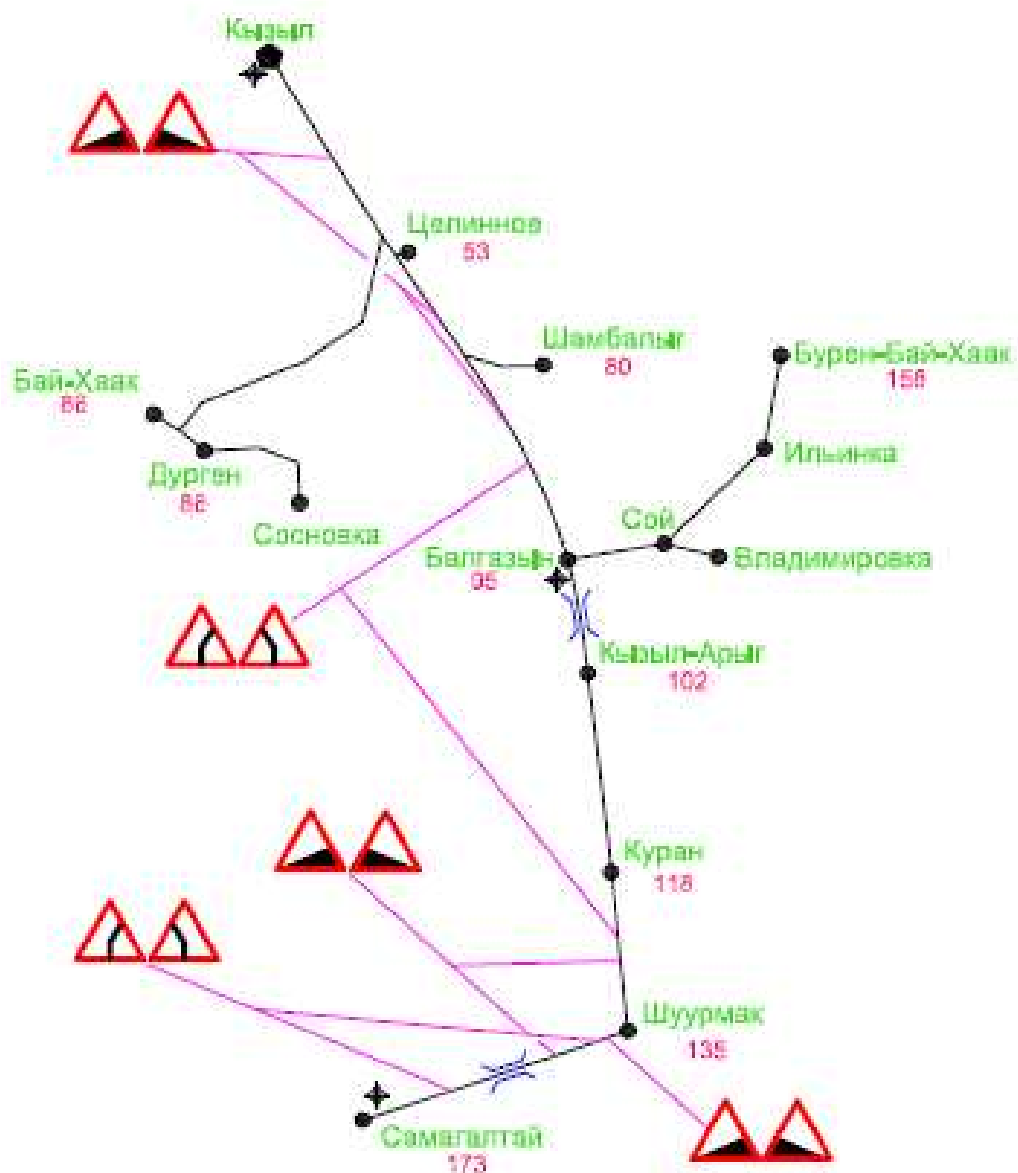 Кызыл
Целинное
53
Шамбалыг
80
Бурен-Бай-Хаак
Бай-Хаак
Ильинка
Дурген
Сой
Сосновка
Балгазын
95
Владимировка
Кызыл-Арыг
102
Куран
118
Шуурмак
135
Самагалтай
173